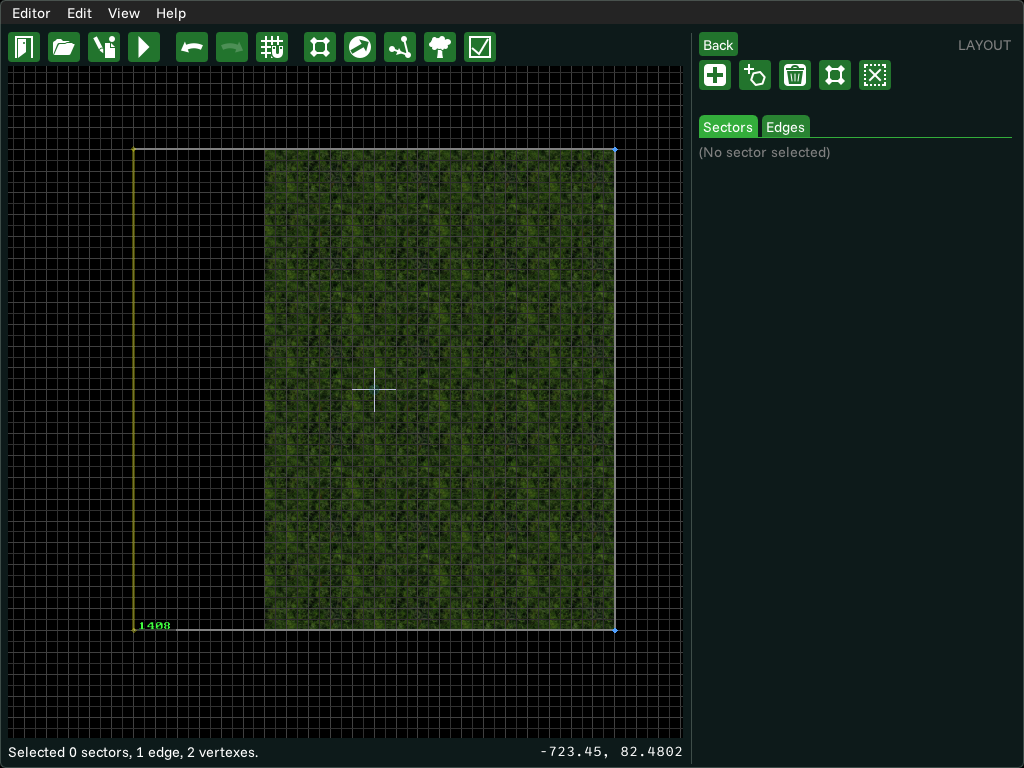 Editor View Edit Help
Back
LAYOUT
Sectors Edges
(No sector selected)
1408
Selected 0 sectors, 1 edge, 2 vertexes.
-723.45, 82.4802